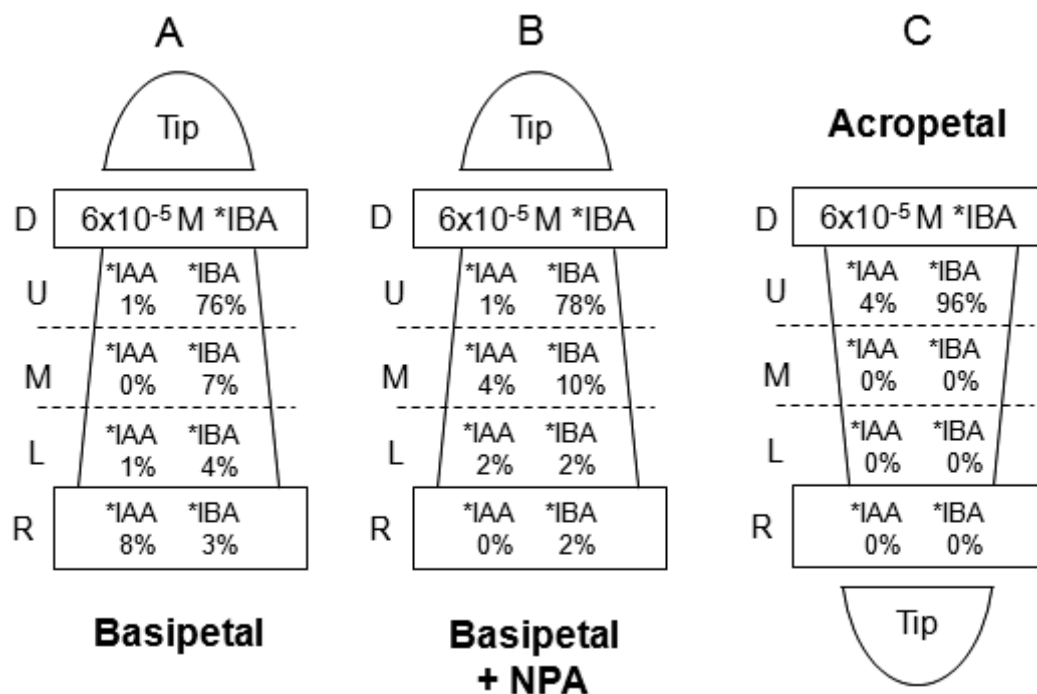 A
Tip
D
6x10⁻⁵ M *IBA
U
*IAA *IBA
1% 76%
M
*IAA *IBA
0% 7%
L
*IAA *IBA
1% 4%
R
*IAA *IBA
8% 3%
Basipetal
B
Tip
D
6x10⁻⁵ M *IBA
U
*IAA *IBA
1% 78%
M
*IAA *IBA
4% 10%
L
*IAA *IBA
2% 2%
R
*IAA *IBA
0% 2%
Basipetal
+ NPA
C
Acropetal
D
6x10⁻⁵ M *IBA
U
*IAA *IBA
4% 96%
M
*IAA *IBA
0% 0%
L
*IAA *IBA
0% 0%
R
*IAA *IBA
0% 0%
Tip